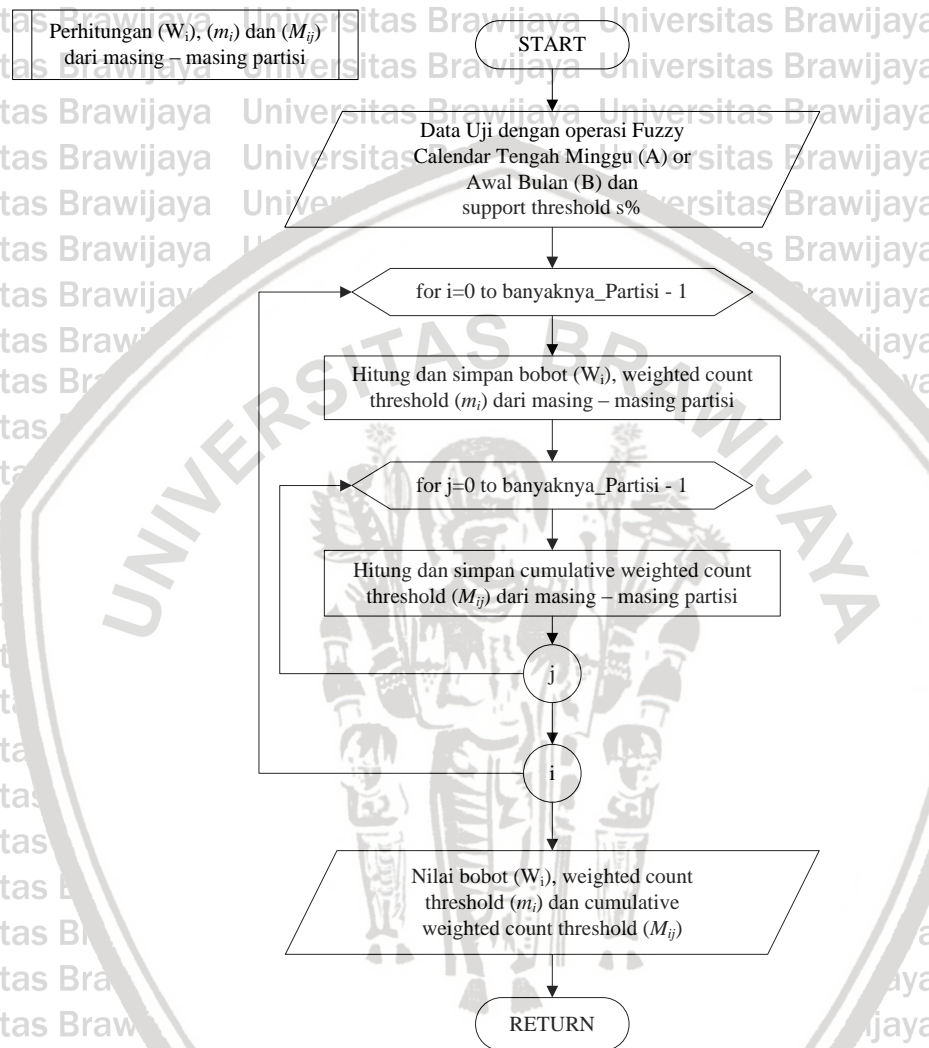 Perhitungan (Wi), (mi) dan (Mij)
dari masing – masing partisi
START
Data Uji dengan operasi Fuzzy
Calendar Tengah Minggu (A) or
Awal Bulan (B) dan
support threshold s%
for i=0 to banyaknya_Partisi - 1
Hitung dan simpan bobot (Wi), weighted count
threshold (mi) dari masing – masing partisi
for j=0 to banyaknya_Partisi - 1
Hitung dan simpan cumulative weighted count
threshold (Mij) dari masing – masing partisi
j
i
Nilai bobot (Wi), weighted count
threshold (mi) dan cumulative
weighted count threshold (Mij)
RETURN
UNIVERSITAS BRAWIJAYA